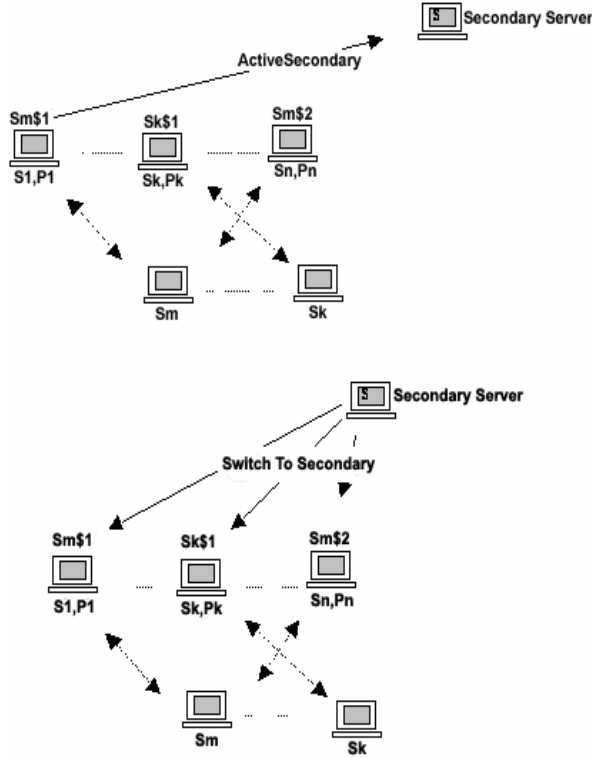 S Secondary Server
ActiveSecondary
Sm$1 Sk$1 Sm$2
S1,P1 Sk,Pk Sn,Pn
Sm Sk
S Secondary Server
Switch To Secondary
Sm$1 Sk$1 Sm$2
S1,P1 Sk,Pk Sn,Pn
Sm Sk